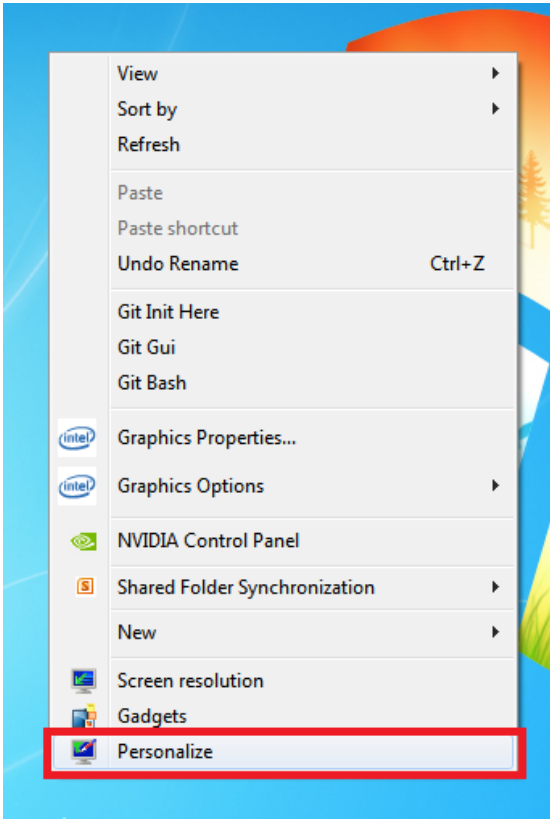 View
Sort by
Refresh
Paste
Paste shortcut
Undo Rename Ctrl+Z
Git Init Here
Git Gui
Git Bash
intel Graphics Properties...
intel Graphics Options
NVIDIA Control Panel
S Shared Folder Synchronization
New
Screen resolution
Gadgets
Personalize